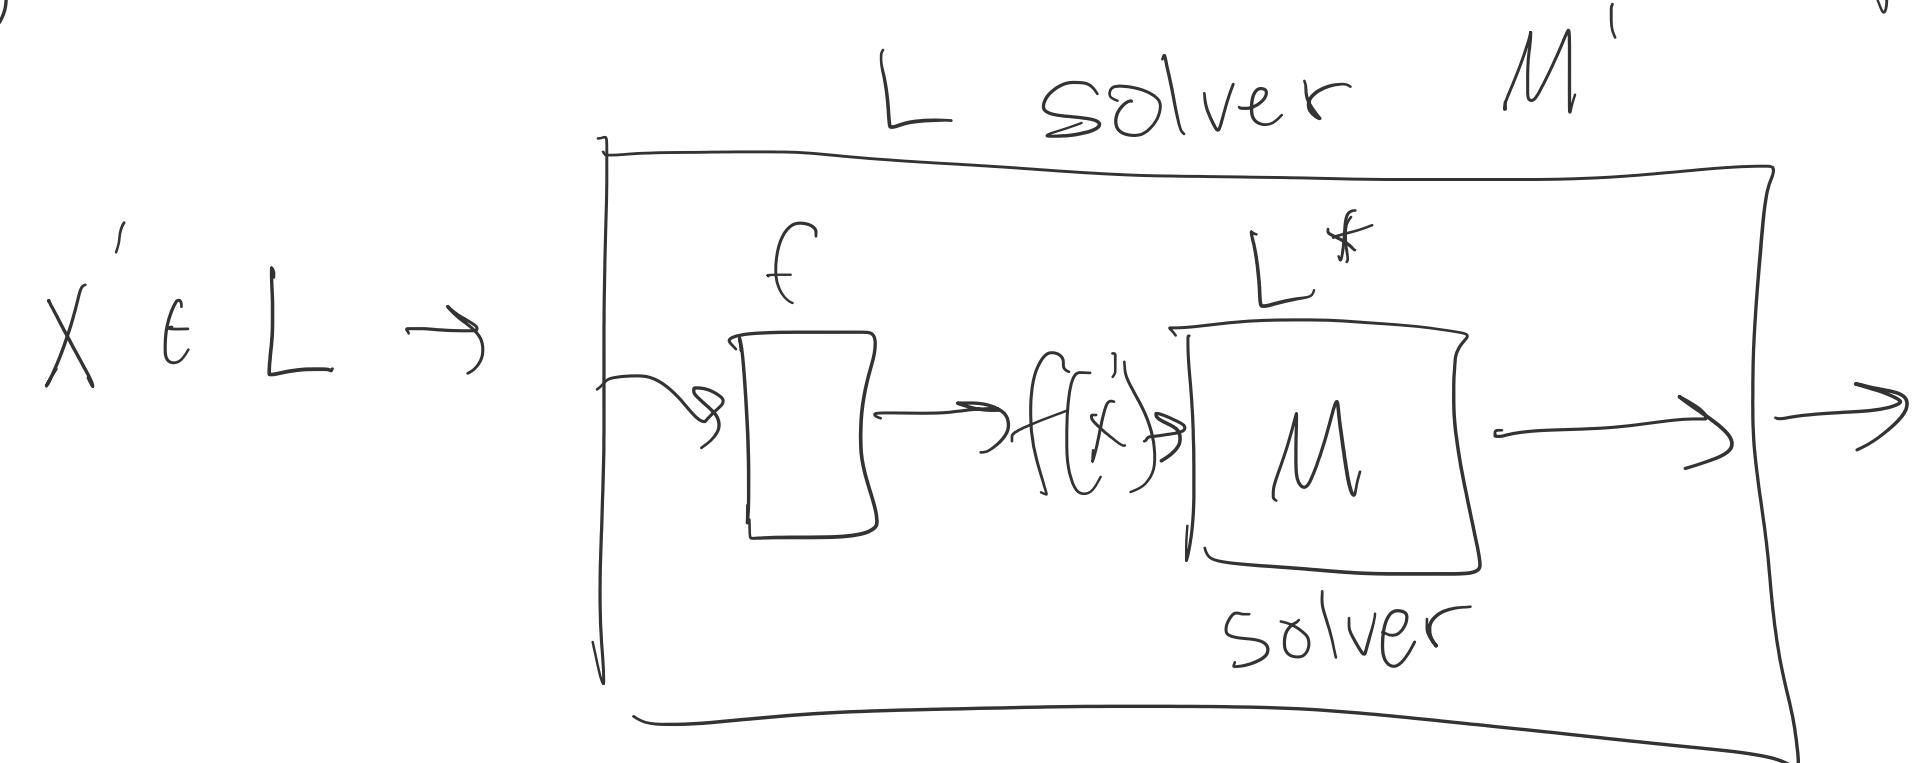 L solver M'
f
L*
x' ∈ L →
f(x')
M
solver